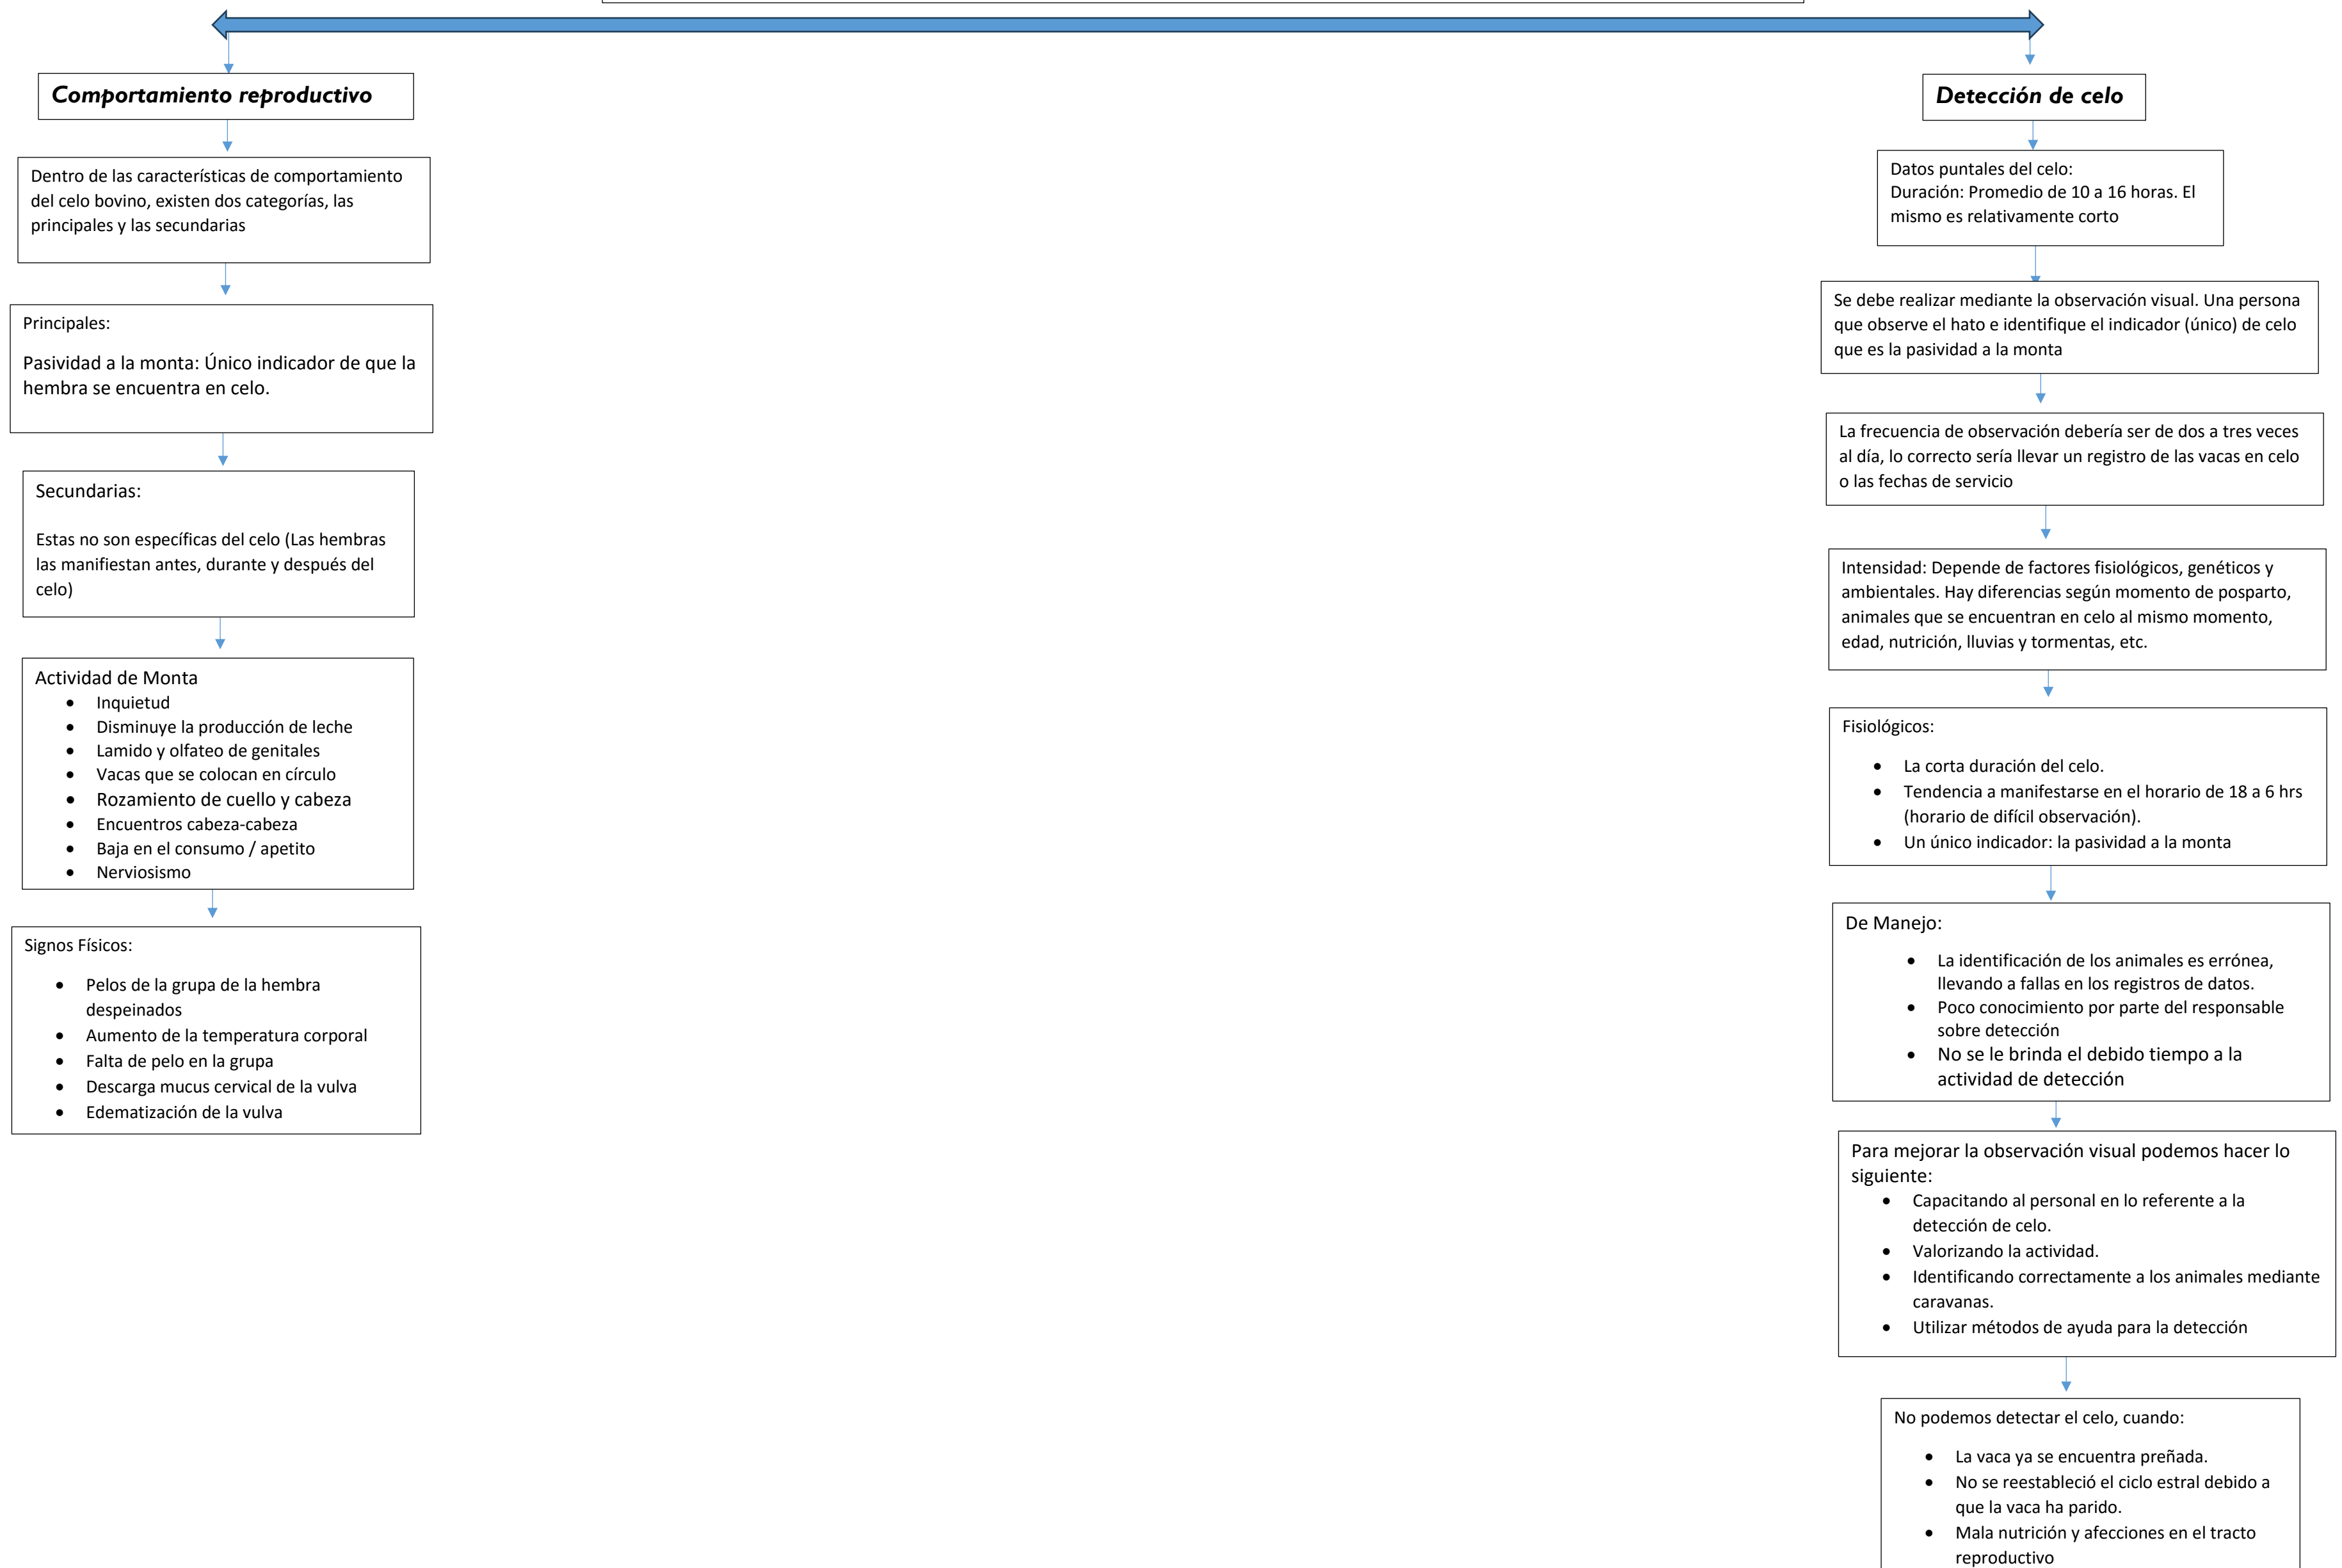 Comportamiento reproductivo
Dentro de las características de comportamiento
del celo bovino, existen dos categorías, las
principales y las secundarias
Principales:
Pasividad a la monta: Único indicador de que la
hembra se encuentra en celo.
Secundarias:
Estas no son específicas del celo (Las hembras
las manifiestan antes, durante y después del
celo)
Actividad de Monta
• Inquietud
• Disminuye la producción de leche
• Lamido y olfateo de genitales
• Vacas que se colocan en círculo
• Rozamiento de cuello y cabeza
• Encuentros cabeza-cabeza
• Baja en el consumo / apetito
• Nerviosismo
Signos Físicos:
• Pelos de la grupa de la hembra
despeinados
• Aumento de la temperatura corporal
• Falta de pelo en la grupa
• Descarga mucus cervical de la vulva
• Edematización de la vulva
Detección de celo
Datos puntales del celo:
Duración: Promedio de 10 a 16 horas. El
mismo es relativamente corto
Se debe realizar mediante la observación visual. Una persona
que observe el hato e identifique el indicador (único) de celo
que es la pasividad a la monta
La frecuencia de observación debería ser de dos a tres veces
al día, lo correcto sería llevar un registro de las vacas en celo
o las fechas de servicio
Intensidad: Depende de factores fisiológicos, genéticos y
ambientales. Hay diferencias según momento de posparto,
animales que se encuentran en celo al mismo momento,
edad, nutrición, lluvias y tormentas, etc.
Fisiológicos:
• La corta duración del celo.
• Tendencia a manifestarse en el horario de 18 a 6 hrs
(horario de difícil observación).
• Un único indicador: la pasividad a la monta
De Manejo:
• La identificación de los animales es errónea,
llevando a fallas en los registros de datos.
• Poco conocimiento por parte del responsable
sobre detección
• No se le brinda el debido tiempo a la
actividad de detección
Para mejorar la observación visual podemos hacer lo
siguiente:
• Capacitando al personal en lo referente a la
detección de celo.
• Valorizando la actividad.
• Identificando correctamente a los animales mediante
caravanas.
• Utilizar métodos de ayuda para la detección
No podemos detectar el celo, cuando:
• La vaca ya se encuentra preñada.
• No se reestableció el ciclo estral debido a
que la vaca ha parido.
• Mala nutrición y afecciones en el tracto
reproductivo